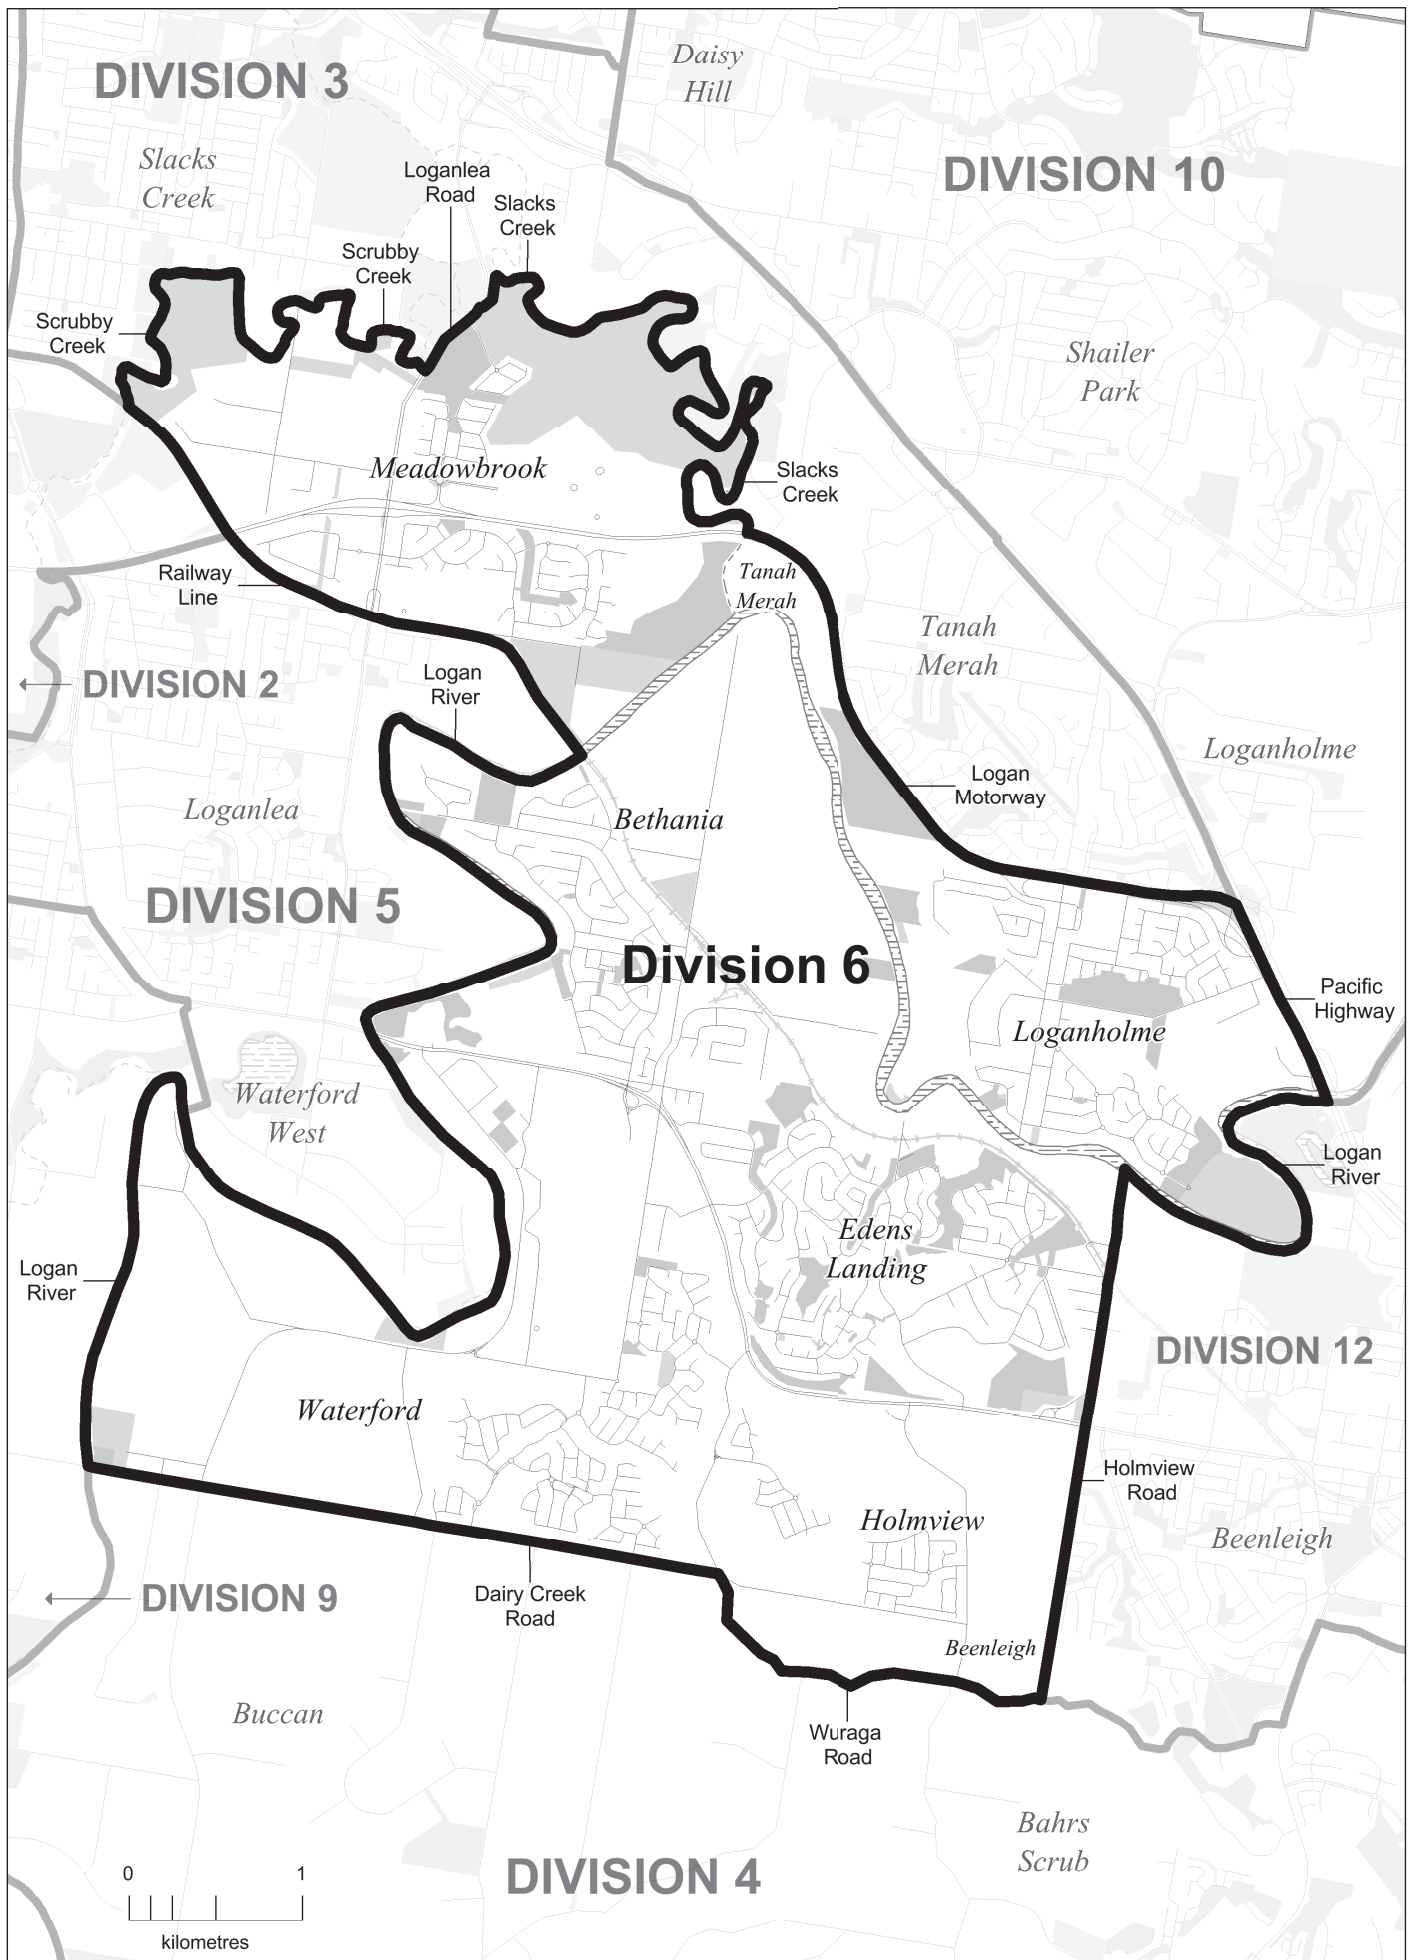 DIVISION 3
Daisy
Hill
Slacks
Creek
DIVISION 10
Loganlea
Road
Slacks
Creek
Scrubby
Creek
Scrubby
Creek
Shailer
Park
Meadowbrook
Slacks
Creek
Railway
Line
Tanah
Merah
Tanah
Merah
DIVISION 2
Logan
River
Loganholme
Logan
Motorway
Loganlea
Bethania
DIVISION 5
Division 6
Pacific
Highway
Loganholme
Waterford
West
Logan
River
Edens
Landing
Logan
River
DIVISION 12
Waterford
Holmview
Road
Holmview
Beenleigh
DIVISION 9
Dairy Creek
Road
Beenleigh
Buccan
Wuraga
Road
Bahrs
Scrub
DIVISION 4
0 1
kilometres